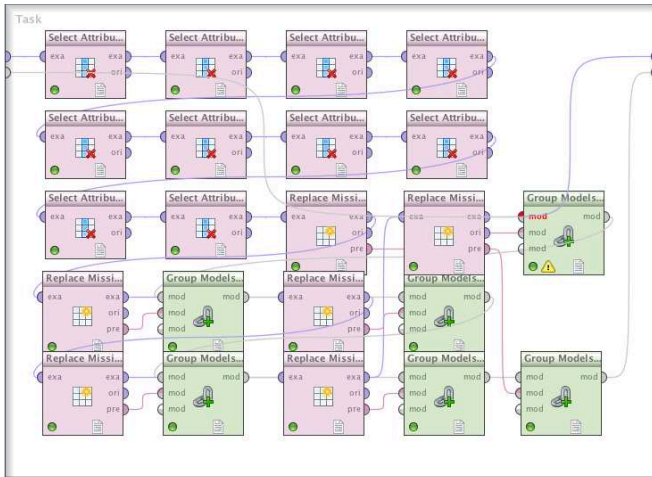 Task
Select Attribu... Select Attribu... Select Attribu... Select Attribu...
exa exa exa exa exa exa exa exa
ori ori ori ori
Select Attribu... Select Attribu... Select Attribu... Select Attribu...
exa exa exa exa exa exa exa exa
ori ori ori ori
Select Attribu... Select Attribu... Replace Missi... Replace Missi... Group Models...
exa exa exa exa exa exa exa exa mod mod
ori ori ori ori mod
pre pre mod
Replace Missi... Group Models... Replace Missi... Group Models...
exa exa mod mod exa exa mod mod
ori mod ori mod
pre mod pre mod
Replace Missi... Group Models... Replace Missi... Group Models... Group Models...
exa exa mod mod exa exa mod mod mod mod
ori mod ori mod mod
pre mod pre mod mod